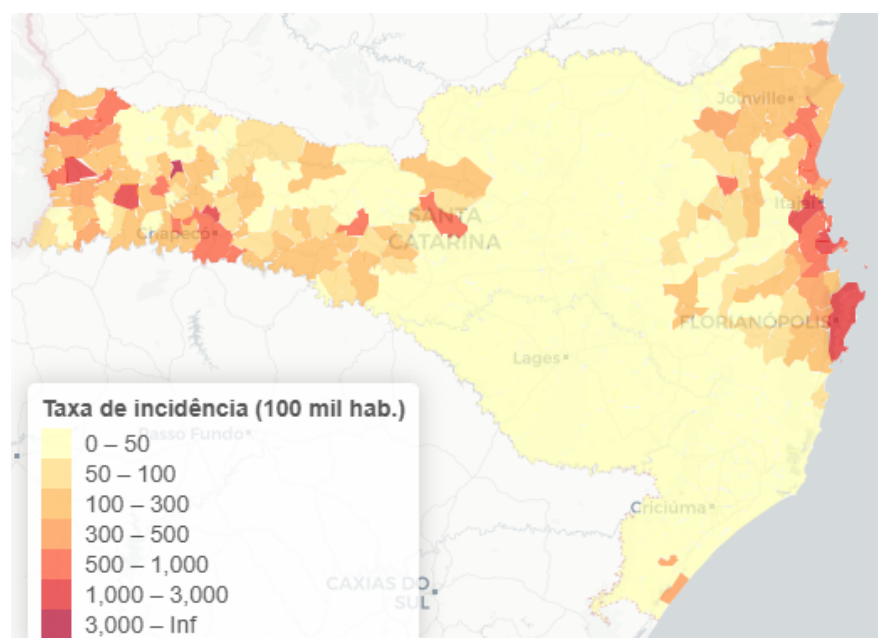 Joinville
Itajaí
SANTA
CATARINA
Chapecó
FLORIANÓPOLIS
Lages
Taxa de incidência (100 mil hab.)
Passo Fundo
0 – 50
50 – 100
100 – 300
300 – 500
500 – 1,000
1,000 – 3,000
3,000 – Inf
Criciúma
CAXIAS DO
SUL